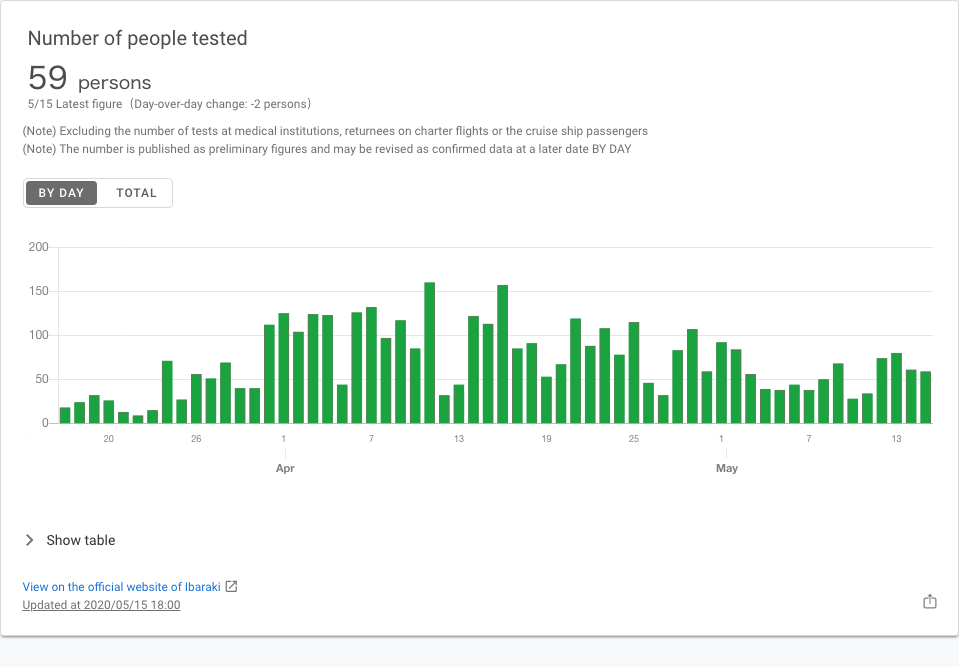 Number of people tested
59 persons
5/15 Latest figure (Day-over-day change: -2 persons)
(Note) Excluding the number of tests at medical institutions, returnees on charter flights or the cruise ship passengers
(Note) The number is published as preliminary figures and may be revised as confirmed data at a later date BY DAY
BY DAY TOTAL
200
150
100
50
0
20 26 1 7 13 19 25 1 7 13
Apr May
Show table
View on the official website of Ibaraki
Updated at 2020/05/15 18:00